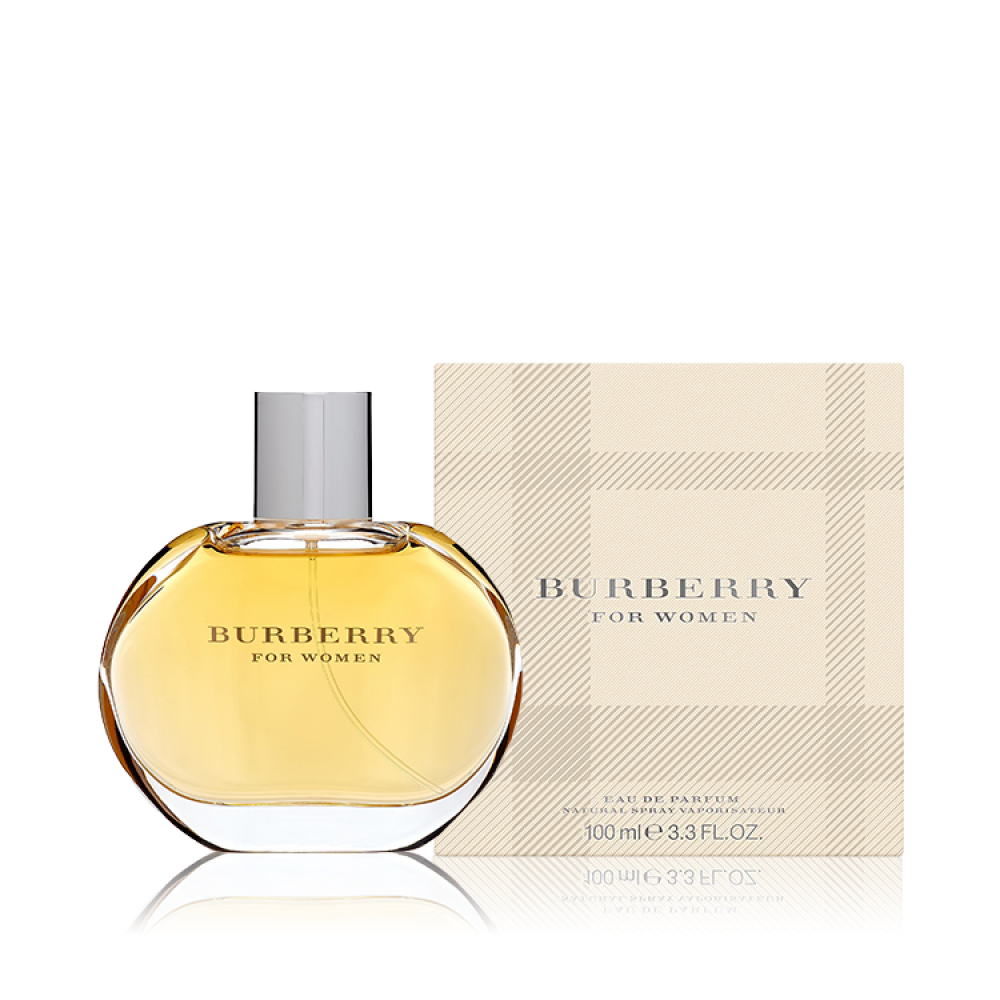 BURBERRY
FOR WOMEN
BURBERRY
FOR WOMEN
EAU DE PARFUM
NATURAL SPRAY VAPORISATEUR
100 ml ℮ 3.3 FL.OZ.